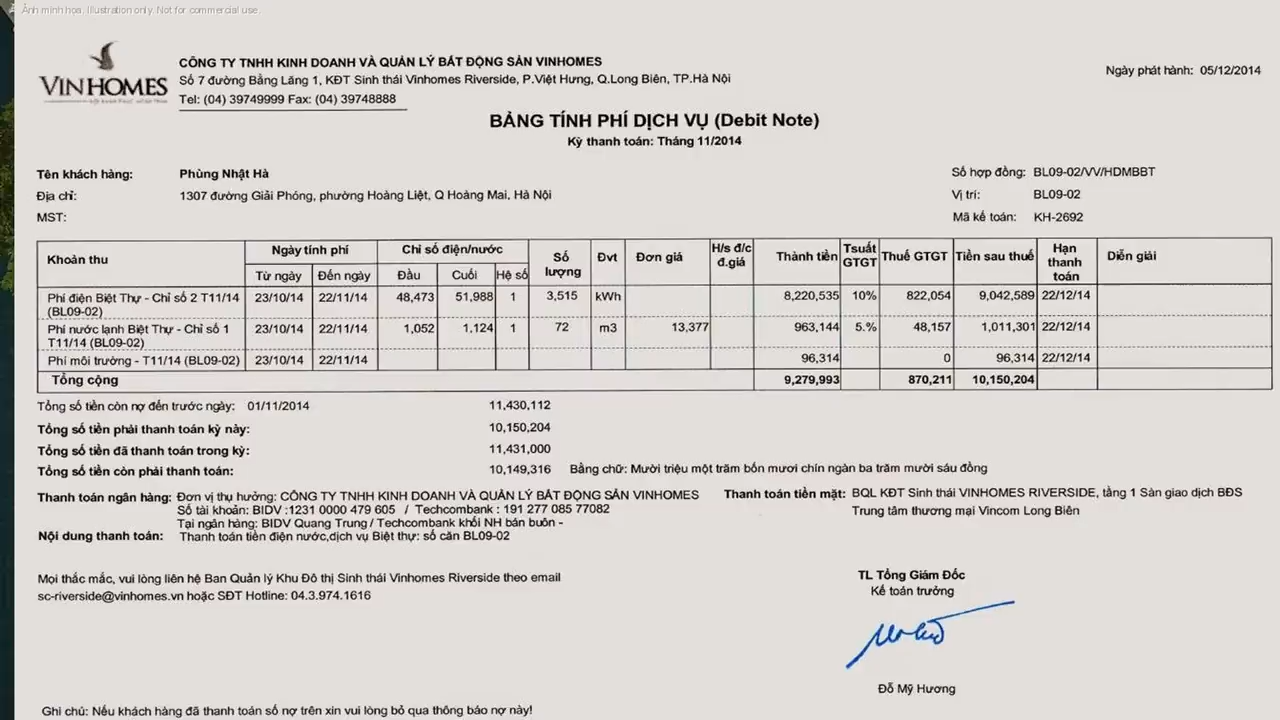 Ảnh minh họa. Illustration only. Not for commercial use.
VINHOMES
CÔNG TY TNHH KINH DOANH VÀ QUẢN LÝ BẤT ĐỘNG SẢN VINHOMES
Số 7 đường Bằng Lăng 1, KĐT Sinh thái Vinhomes Riverside, P.Việt Hưng, Q.Long Biên, TP.Hà Nội
Tel: (04) 39749999 Fax: (04) 39748888
Ngày phát hành: 05/12/2014
BẢNG TÍNH PHÍ DỊCH VỤ (Debit Note)
Kỳ thanh toán: Tháng 11/2014
Tên khách hàng: Phùng Nhật Hà
Số hợp đồng: BL09-02/VV/HDMBBT
Địa chỉ: 1307 đường Giải Phóng, phường Hoàng Liệt, Q Hoàng Mai, Hà Nội
Vị trí: BL09-02
MST:
Mã kế toán: KH-2692
Khoản thu Ngày tính phí Chỉ số điện/nước Số lượng Đvt Đơn giá H/s đ/c đ.giá Thành tiền Tsuất GTGT Thuế GTGT Tiền sau thuế Hạn thanh toán Diễn giải
Từ ngày Đến ngày Đầu Cuối Hệ số
Phí điện Biệt Thự - Chỉ số 2 T11/14 23/10/14 22/11/14 48,473 51,988 1 3,515 kWh 8,220,535 10% 822,054 9,042,589 22/12/14
(BL09-02)
Phí nước lạnh Biệt Thự - Chỉ số 1 23/10/14 22/11/14 1,052 1,124 1 72 m3 13,377 963,144 5.% 48,157 1,011,301 22/12/14
T11/14 (BL09-02)
Phí môi trường - T11/14 (BL09-02) 23/10/14 22/11/14 96,314 0 96,314 22/12/14
Tổng cộng 9,279,993 870,211 10,150,204
Tổng số tiền còn nợ đến trước ngày: 01/11/2014 11,430,112
Tổng số tiền phải thanh toán kỳ này: 10,150,204
Tổng số tiền đã thanh toán trong kỳ: 11,431,000
Tổng số tiền còn phải thanh toán: 10,149,316 Bằng chữ: Mười triệu một trăm bốn mươi chín ngàn ba trăm mười sáu đồng
Thanh toán ngân hàng: Đơn vị thụ hưởng: CÔNG TY TNHH KINH DOANH VÀ QUẢN LÝ BẤT ĐỘNG SẢN VINHOMES
Số tài khoản: BIDV :1231 0000 479 605 / Techcombank : 191 277 085 77082
Tại ngân hàng: BIDV Quang Trung / Techcombank khối NH bán buôn -
Nội dung thanh toán: Thanh toán tiền điện nước,dịch vụ Biệt thự: số căn BL09-02
Thanh toán tiền mặt: BQL KĐT Sinh thái VINHOMES RIVERSIDE, tầng 1 Sàn giao dịch BĐS
Trung tâm thương mại Vincom Long Biên
Mọi thắc mắc, vui lòng liên hệ Ban Quản lý Khu Đô thị Sinh thái Vinhomes Riverside theo email
sc-riverside@vinhomes.vn hoặc SĐT Hotline: 04.3.974.1616
TL Tổng Giám Đốc
Kế toán trưởng
Đỗ Mỹ Hương
Ghi chú: Nếu khách hàng đã thanh toán số nợ trên xin vui lòng bỏ qua thông báo nợ này!